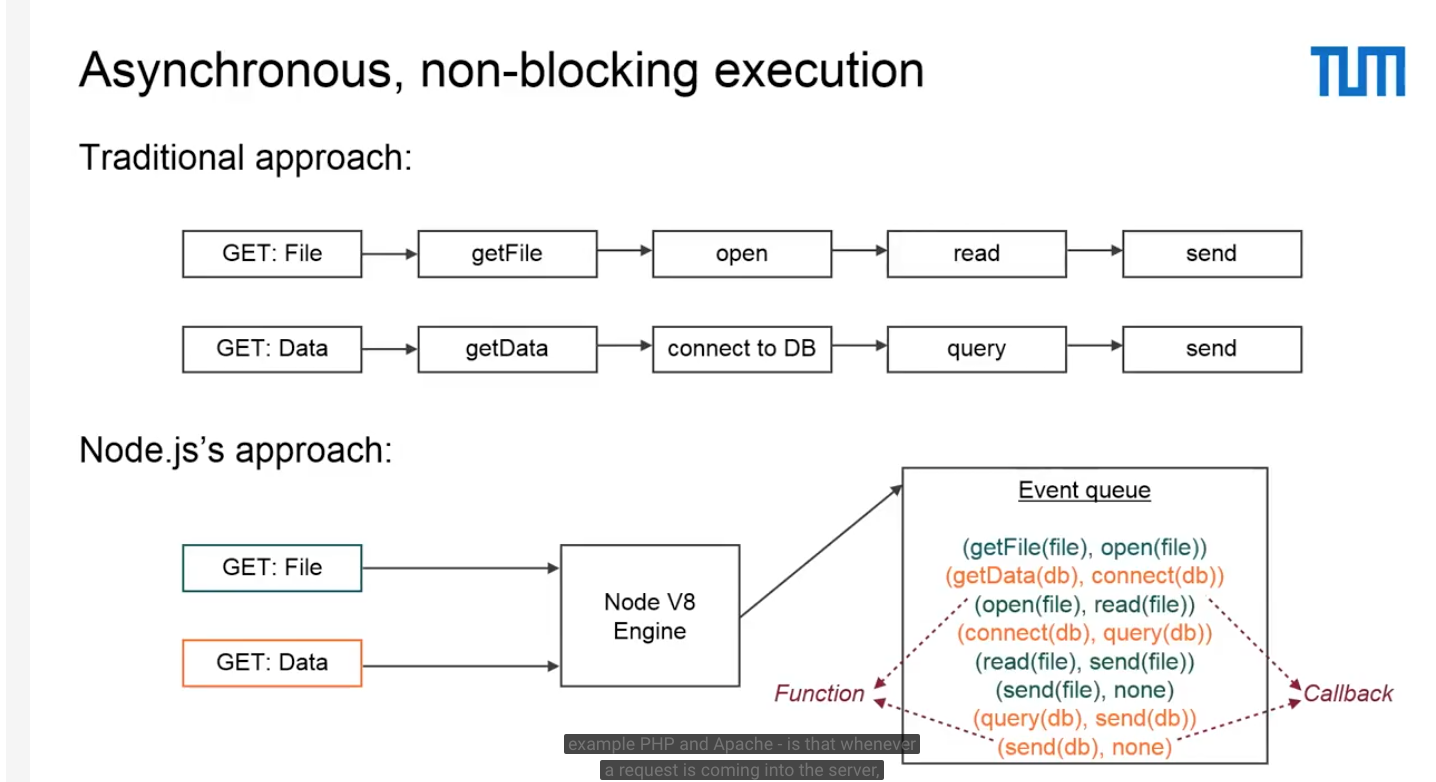 Asynchronous, non-blocking execution
TUM
Traditional approach:
GET: File
getFile
open
read
send
GET: Data
getData
connect to DB
query
send
Node.js’s approach:
GET: File
GET: Data
Node V8
Engine
Event queue
(getFile(file), open(file))
(getData(db), connect(db))
(open(file), read(file))
(connect(db), query(db))
(read(file), send(file))
(send(file), none)
(query(db), send(db))
(send(db), none)
Function
Callback
example PHP and Apache - is that whenever
a request is coming into the server,